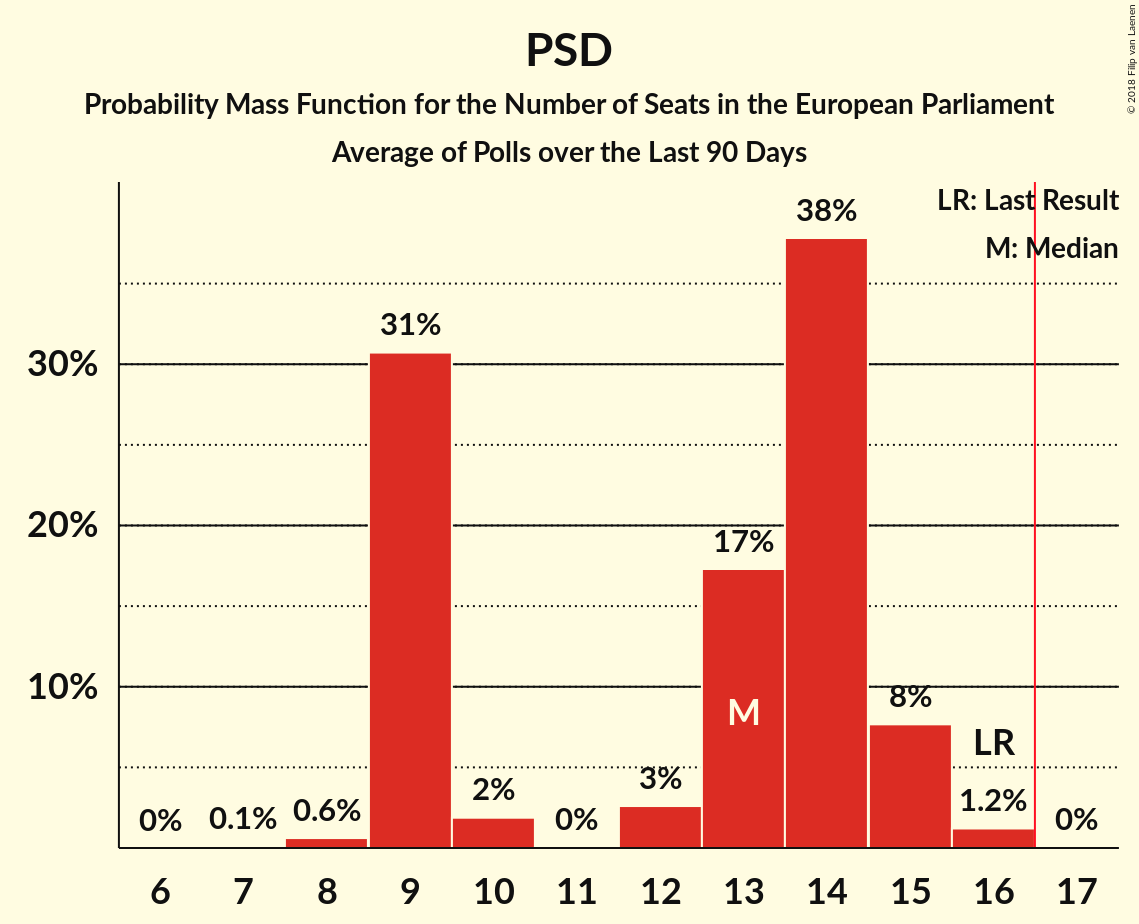 PSD
Probability Mass Function for the Number of Seats in the European Parliament
Average of Polls over the Last 90 Days
© 2018 Filip van Laenen
LR: Last Result
M: Median
38%
31%
30%
20%
17%
10%
M
8%
LR
3%
2%
1.2%
0.6%
0%
0.1%
0%
0%
6 7 8 9 10 11 12 13 14 15 16 17